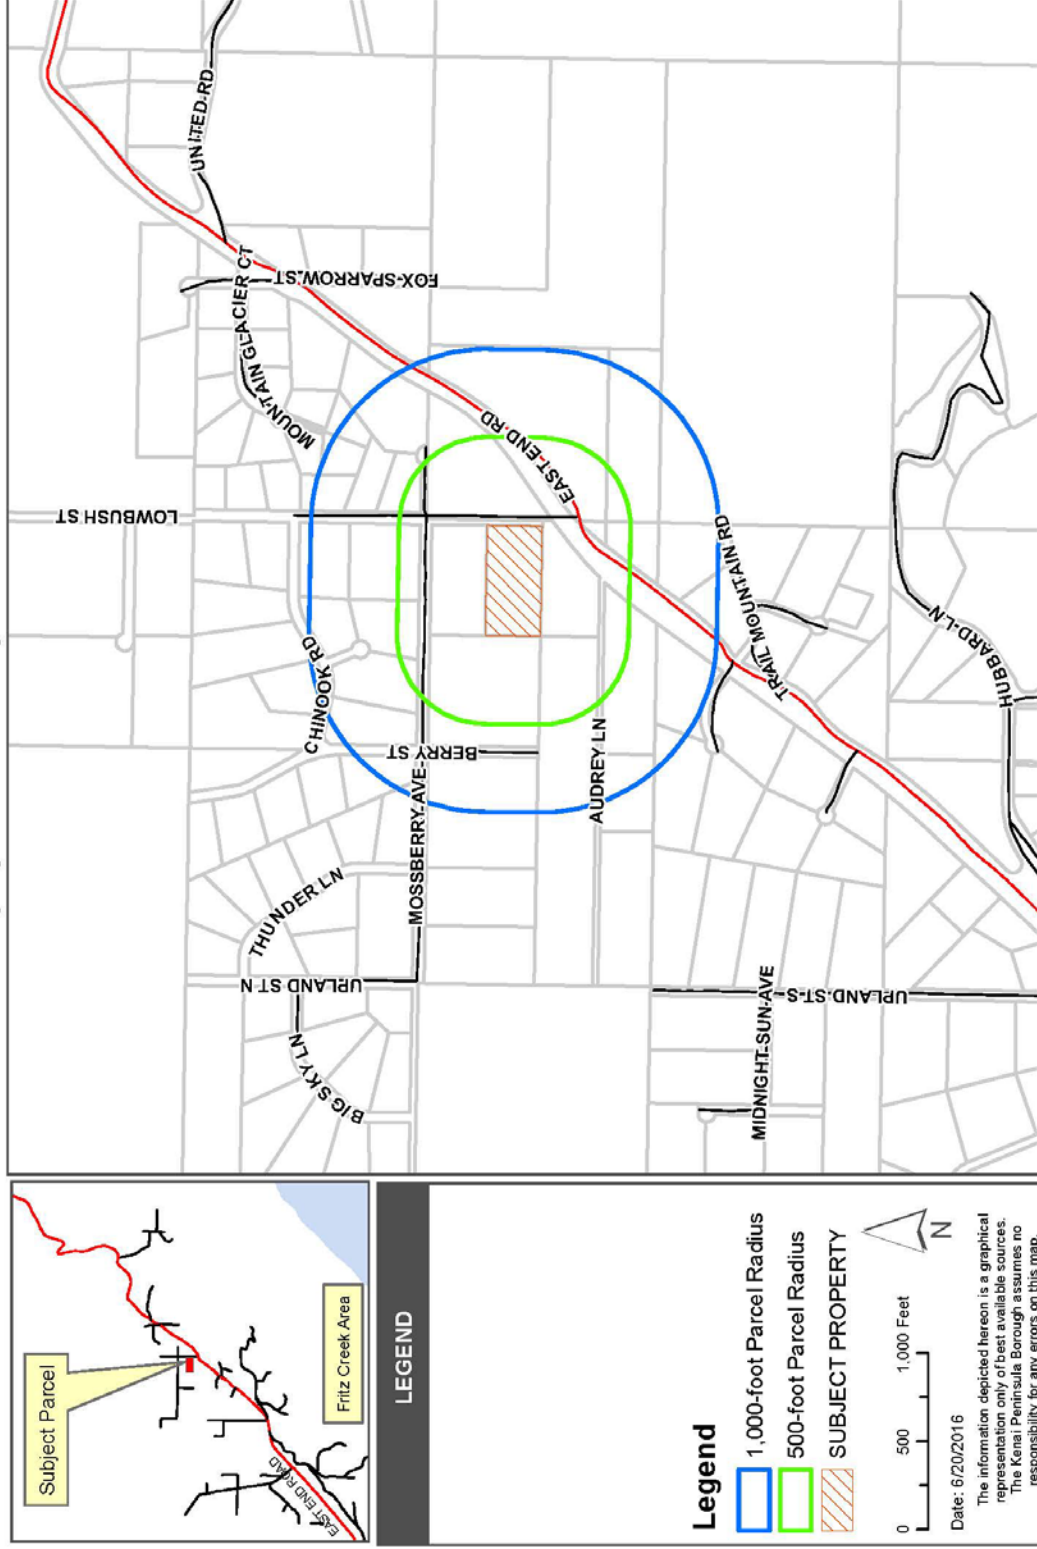 UNITED RD
MOUNTAIN GLACIER CT
FOX SPARROW ST
LOWBUSH ST
EAST END RD
CHINOOK RD
TRAIL MOUNTAIN RD
HUBBARD LN
BERRY ST
MOSSBERRY AVE
AUDREY LN
THUNDER LN
URLAND ST N
BIG SKY LN
MIDNIGHT SUN AVE
URLAND ST S
Subject Parcel
EAST END ROAD
Fritz Creek Area
LEGEND
Legend
1,000-foot Parcel Radius
500-foot Parcel Radius
SUBJECT PROPERTY
0 500 1,000 Feet
N
Date: 6/20/2016
The information depicted hereon is a graphical
representation only of best available sources.
The Kenai Peninsula Borough assumes no
responsibility for any errors on this map.